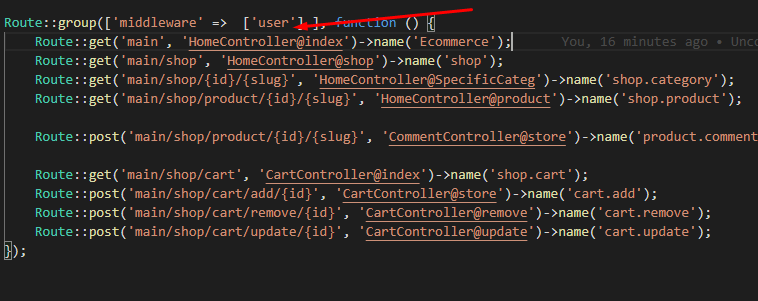 Route::group(['middleware' => ['user'] ], function () {
Route::get('main', 'HomeController@index')->name('Ecommerce'); You, 16 minutes ago • Unco
Route::get('main/shop', 'HomeController@shop')->name('shop');
Route::get('main/shop/{id}/{slug}', 'HomeController@SpecificCateg')->name('shop.category');
Route::get('main/shop/product/{id}/{slug}', 'HomeController@product')->name('shop.product');
Route::post('main/shop/product/{id}/{slug}', 'CommentController@store')->name('product.comment
Route::get('main/shop/cart', 'CartController@index')->name('shop.cart');
Route::post('main/shop/cart/add/{id}', 'CartController@store')->name('cart.add');
Route::post('main/shop/cart/remove/{id}', 'CartController@remove')->name('cart.remove');
Route::post('main/shop/cart/update/{id}', 'CartController@update')->name('cart.update');
});